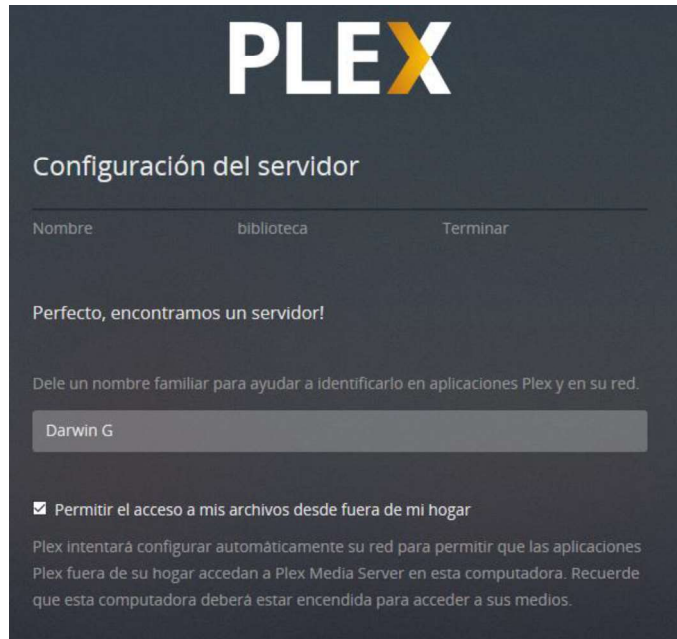 PLEX
Configuración del servidor
Nombre biblioteca Terminar
Perfecto, encontramos un servidor!
Dele un nombre familiar para ayudar a identificarlo en aplicaciones Plex y en su red.
Darwin G
Permitir el acceso a mis archivos desde fuera de mi hogar
Plex intentará configurar automáticamente su red para permitir que las aplicaciones
Plex fuera de su hogar accedan a Plex Media Server en esta computadora. Recuerde
que esta computadora deberá estar encendida para acceder a sus medios.